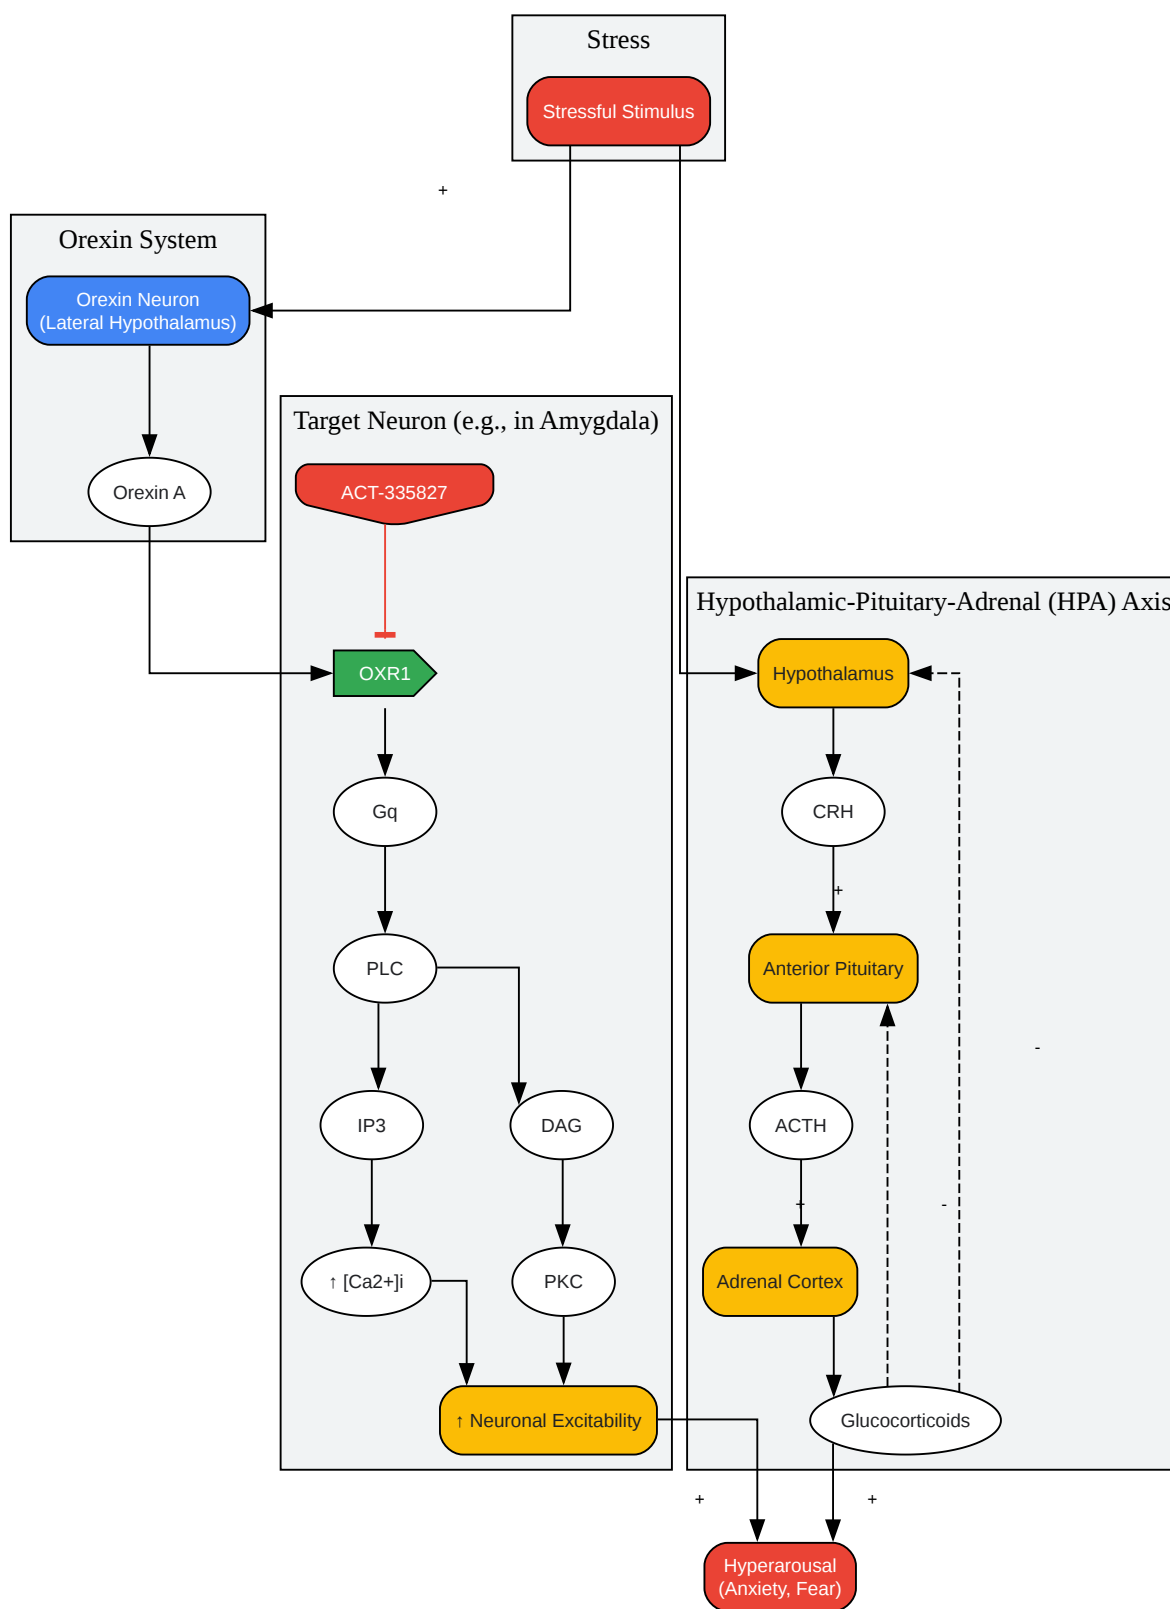 Stress
Stressful Stimulus
+
Orexin System
Orexin Neuron
(Lateral Hypothalamus)
Orexin A
Target Neuron (e.g., in Amygdala)
ACT-335827
OXR1
Gq
PLC
IP3
DAG
↑ [Ca2+]i
PKC
↑ Neuronal Excitability
Hypothalamic-Pituitary-Adrenal (HPA) Axis
Hypothalamus
CRH
+
Anterior Pituitary
-
ACTH
+
-
Adrenal Cortex
Glucocorticoids
+
+
Hyperarousal
(Anxiety, Fear)